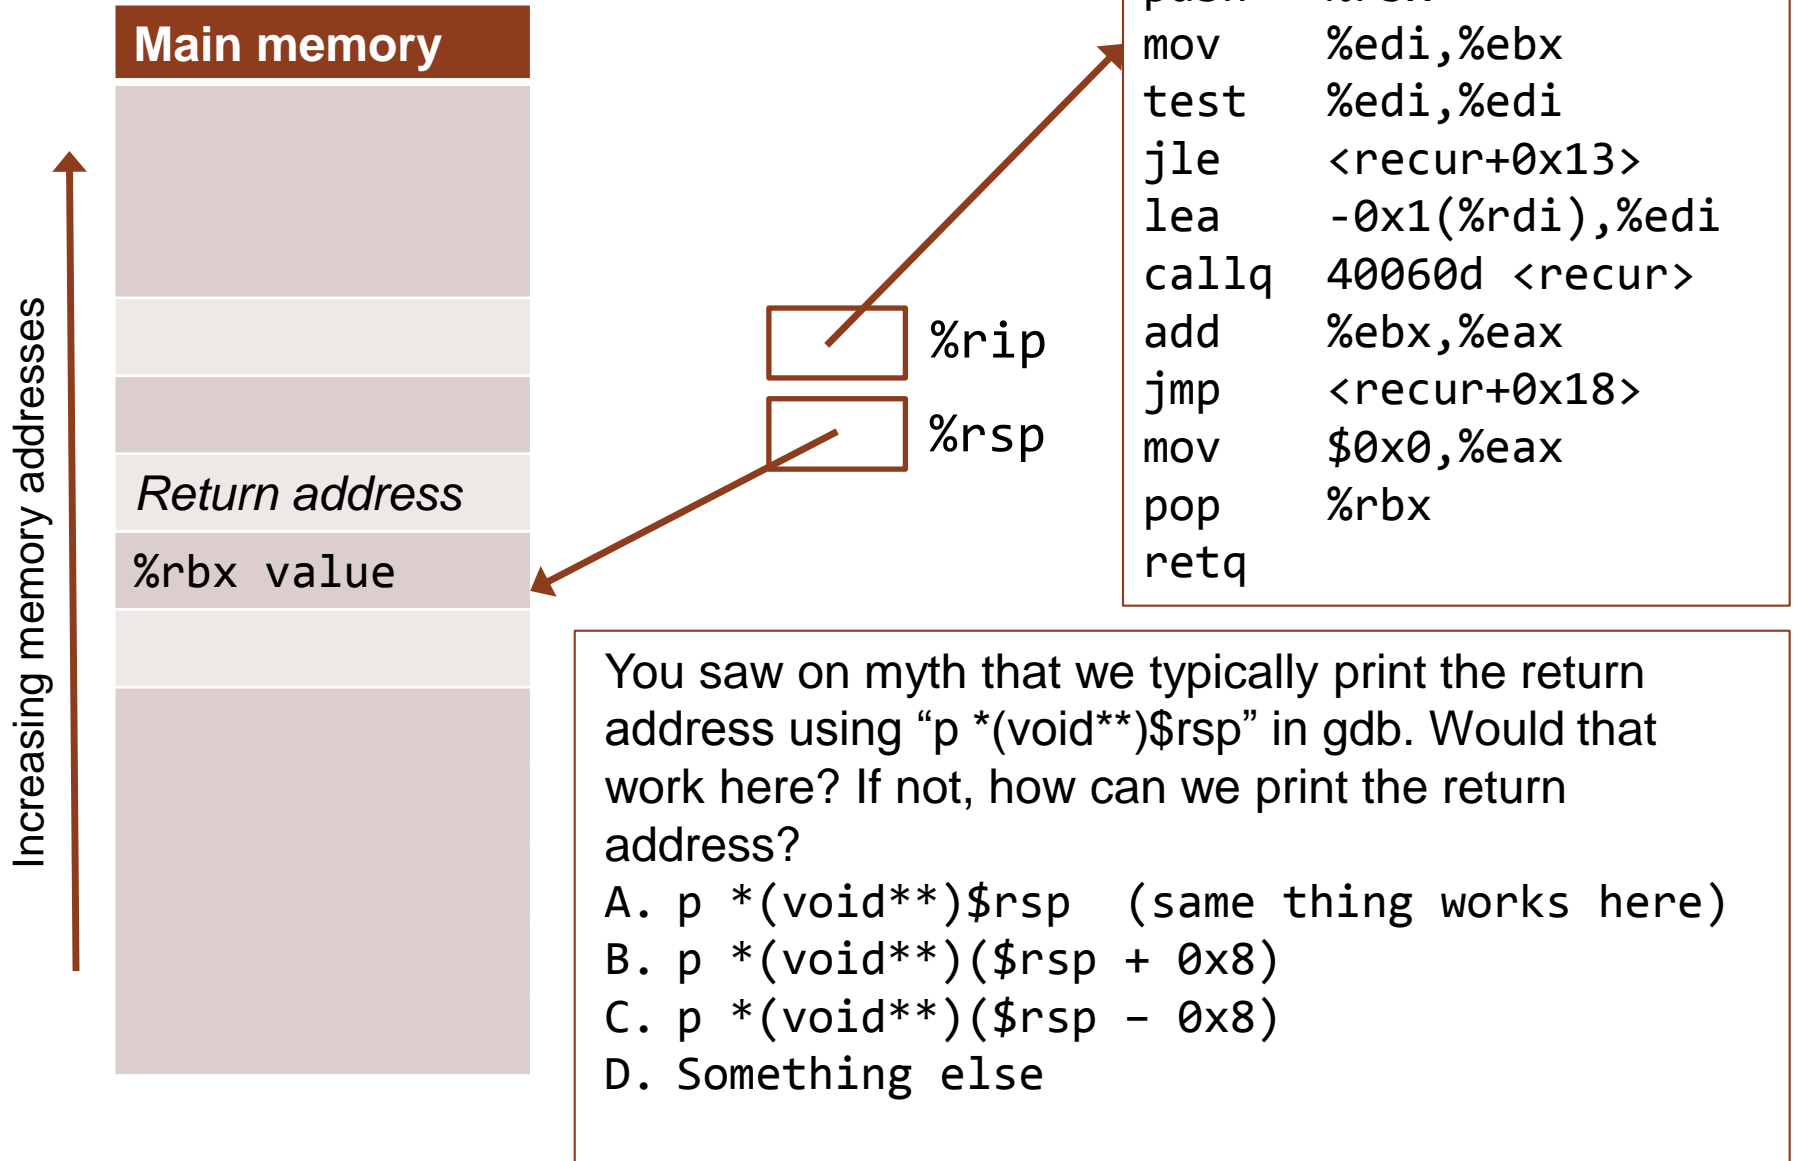 Main memory
Increasing memory addresses
Return address
%rbx value
%rip
%rsp
mov %edi,%ebx
test %edi,%edi
jle <recur+0x13>
lea -0x1(%rdi),%edi
callq 40060d <recur>
add %ebx,%eax
jmp <recur+0x18>
mov $0x0,%eax
pop %rbx
retq
You saw on myth that we typically print the return
address using “p *(void**)$rsp” in gdb. Would that
work here? If not, how can we print the return
address?
A. p *(void**)$rsp (same thing works here)
B. p *(void**)($rsp + 0x8)
C. p *(void**)($rsp – 0x8)
D. Something else